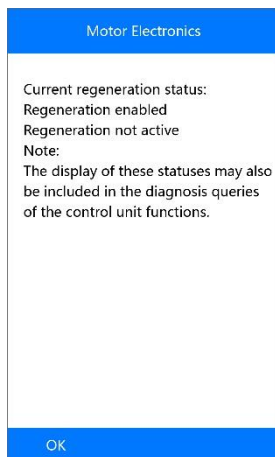 Motor Electronics
Current regeneration status:
Regeneration enabled
Regeneration not active
Note:
The display of these statuses may also
be included in the diagnosis queries
of the control unit functions.
OK